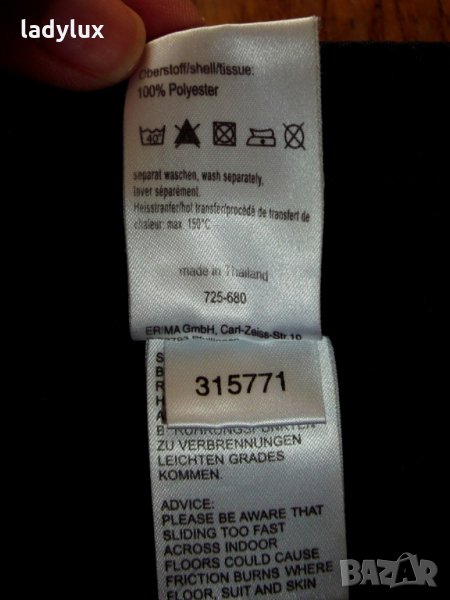 ladylux
Oberstoff/shell/tissue:
100% Polyester
40°
separat waschen, wash separately,
laver séparément.
Heisstranfer/hot transfer/procédé de transfert de
chaleur: max. 150°C
made in Thailand
725-680
ERIMA GmbH, Carl-Zeiss-Str.10
315771
ZU VERBRENNUNGEN
LEICHTEN GRADES
KOMMEN.
ADVICE:
PLEASE BE AWARE THAT
SLIDING TOO FAST
ACROSS INDOOR
FLOORS COULD CAUSE
FRICTION BURNS WHERE
FLOOR, SUIT AND SKIN
BAZAR